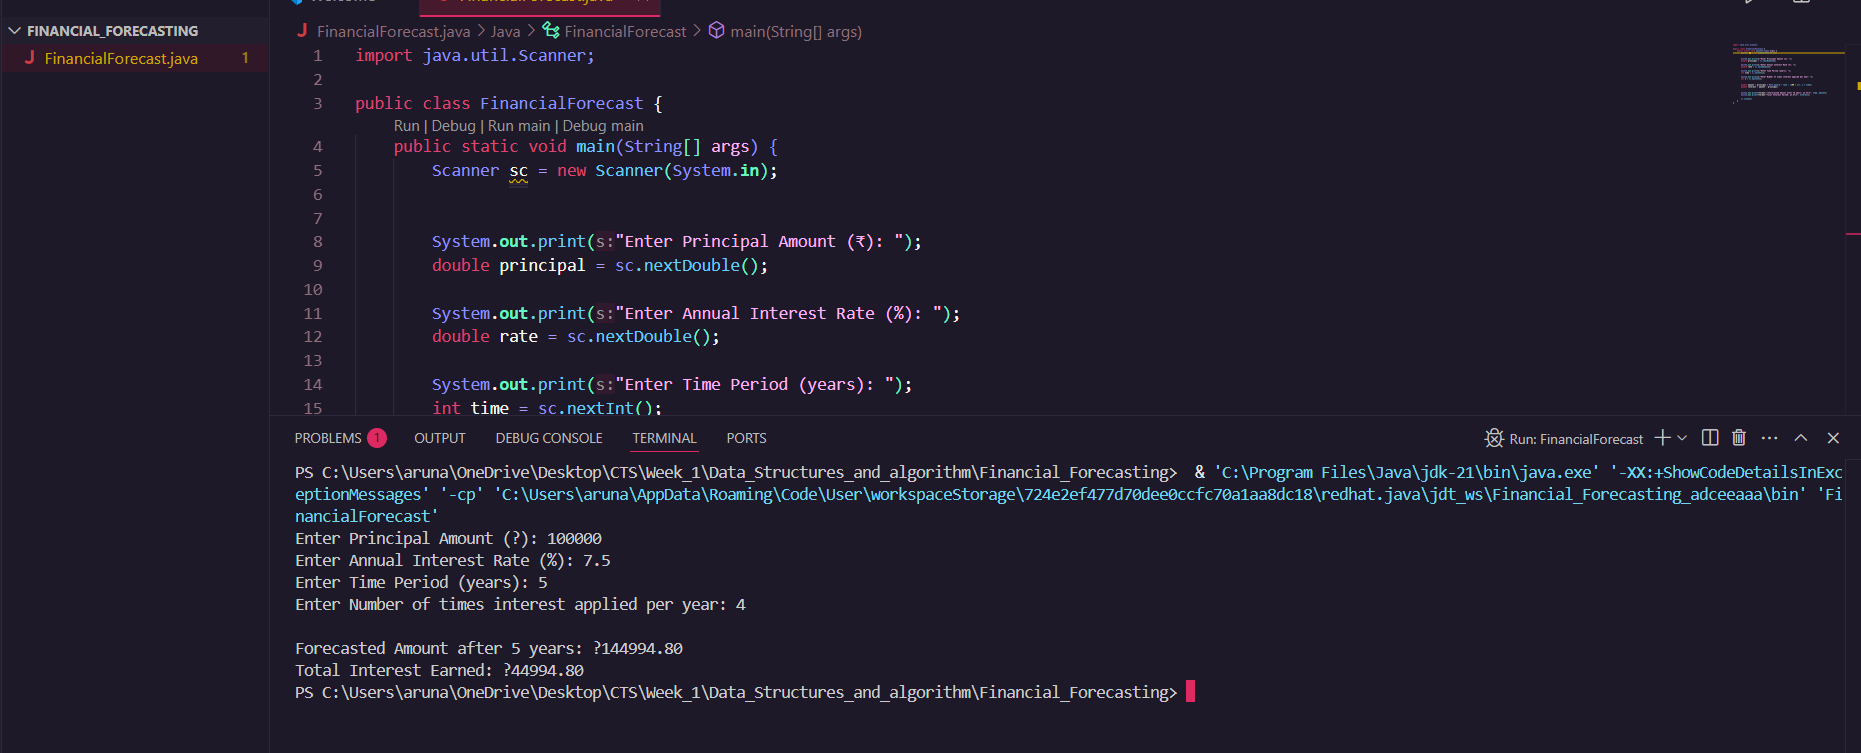 FINANCIAL_FORECASTING
J FinancialForecast.java 1
J FinancialForecast.java > Java > FinancialForecast > main(String[] args)
1 import java.util.Scanner;
2
3 public class FinancialForecast {
Run | Debug | Run main | Debug main
4 public static void main(String[] args) {
5 Scanner sc = new Scanner(System.in);
6
7
8 System.out.print(s:"Enter Principal Amount (₹): ");
9 double principal = sc.nextDouble();
10
11 System.out.print(s:"Enter Annual Interest Rate (%): ");
12 double rate = sc.nextDouble();
13
14 System.out.print(s:"Enter Time Period (years): ");
15 int time = sc.nextInt();
PROBLEMS 1 OUTPUT DEBUG CONSOLE TERMINAL PORTS Run: FinancialForecast
PS C:\Users\aruna\OneDrive\Desktop\CTS\Week_1\Data_Structures_and_algorithm\Financial_Forecasting> & 'C:\Program Files\Java\jdk-21\bin\java.exe' '-XX:+ShowCodeDetailsInExc
eptionMessages' '-cp' 'C:\Users\aruna\AppData\Roaming\Code\User\workspaceStorage\724e2ef477d70dee0ccfc70a1aa8dc18\redhat.java\jdt_ws\Financial_Forecasting_adceeaaa\bin' 'Fi
nancialForecast'
Enter Principal Amount (?): 100000
Enter Annual Interest Rate (%): 7.5
Enter Time Period (years): 5
Enter Number of times interest applied per year: 4
Forecasted Amount after 5 years: ?144994.80
Total Interest Earned: ?44994.80
PS C:\Users\aruna\OneDrive\Desktop\CTS\Week_1\Data_Structures_and_algorithm\Financial_Forecasting>